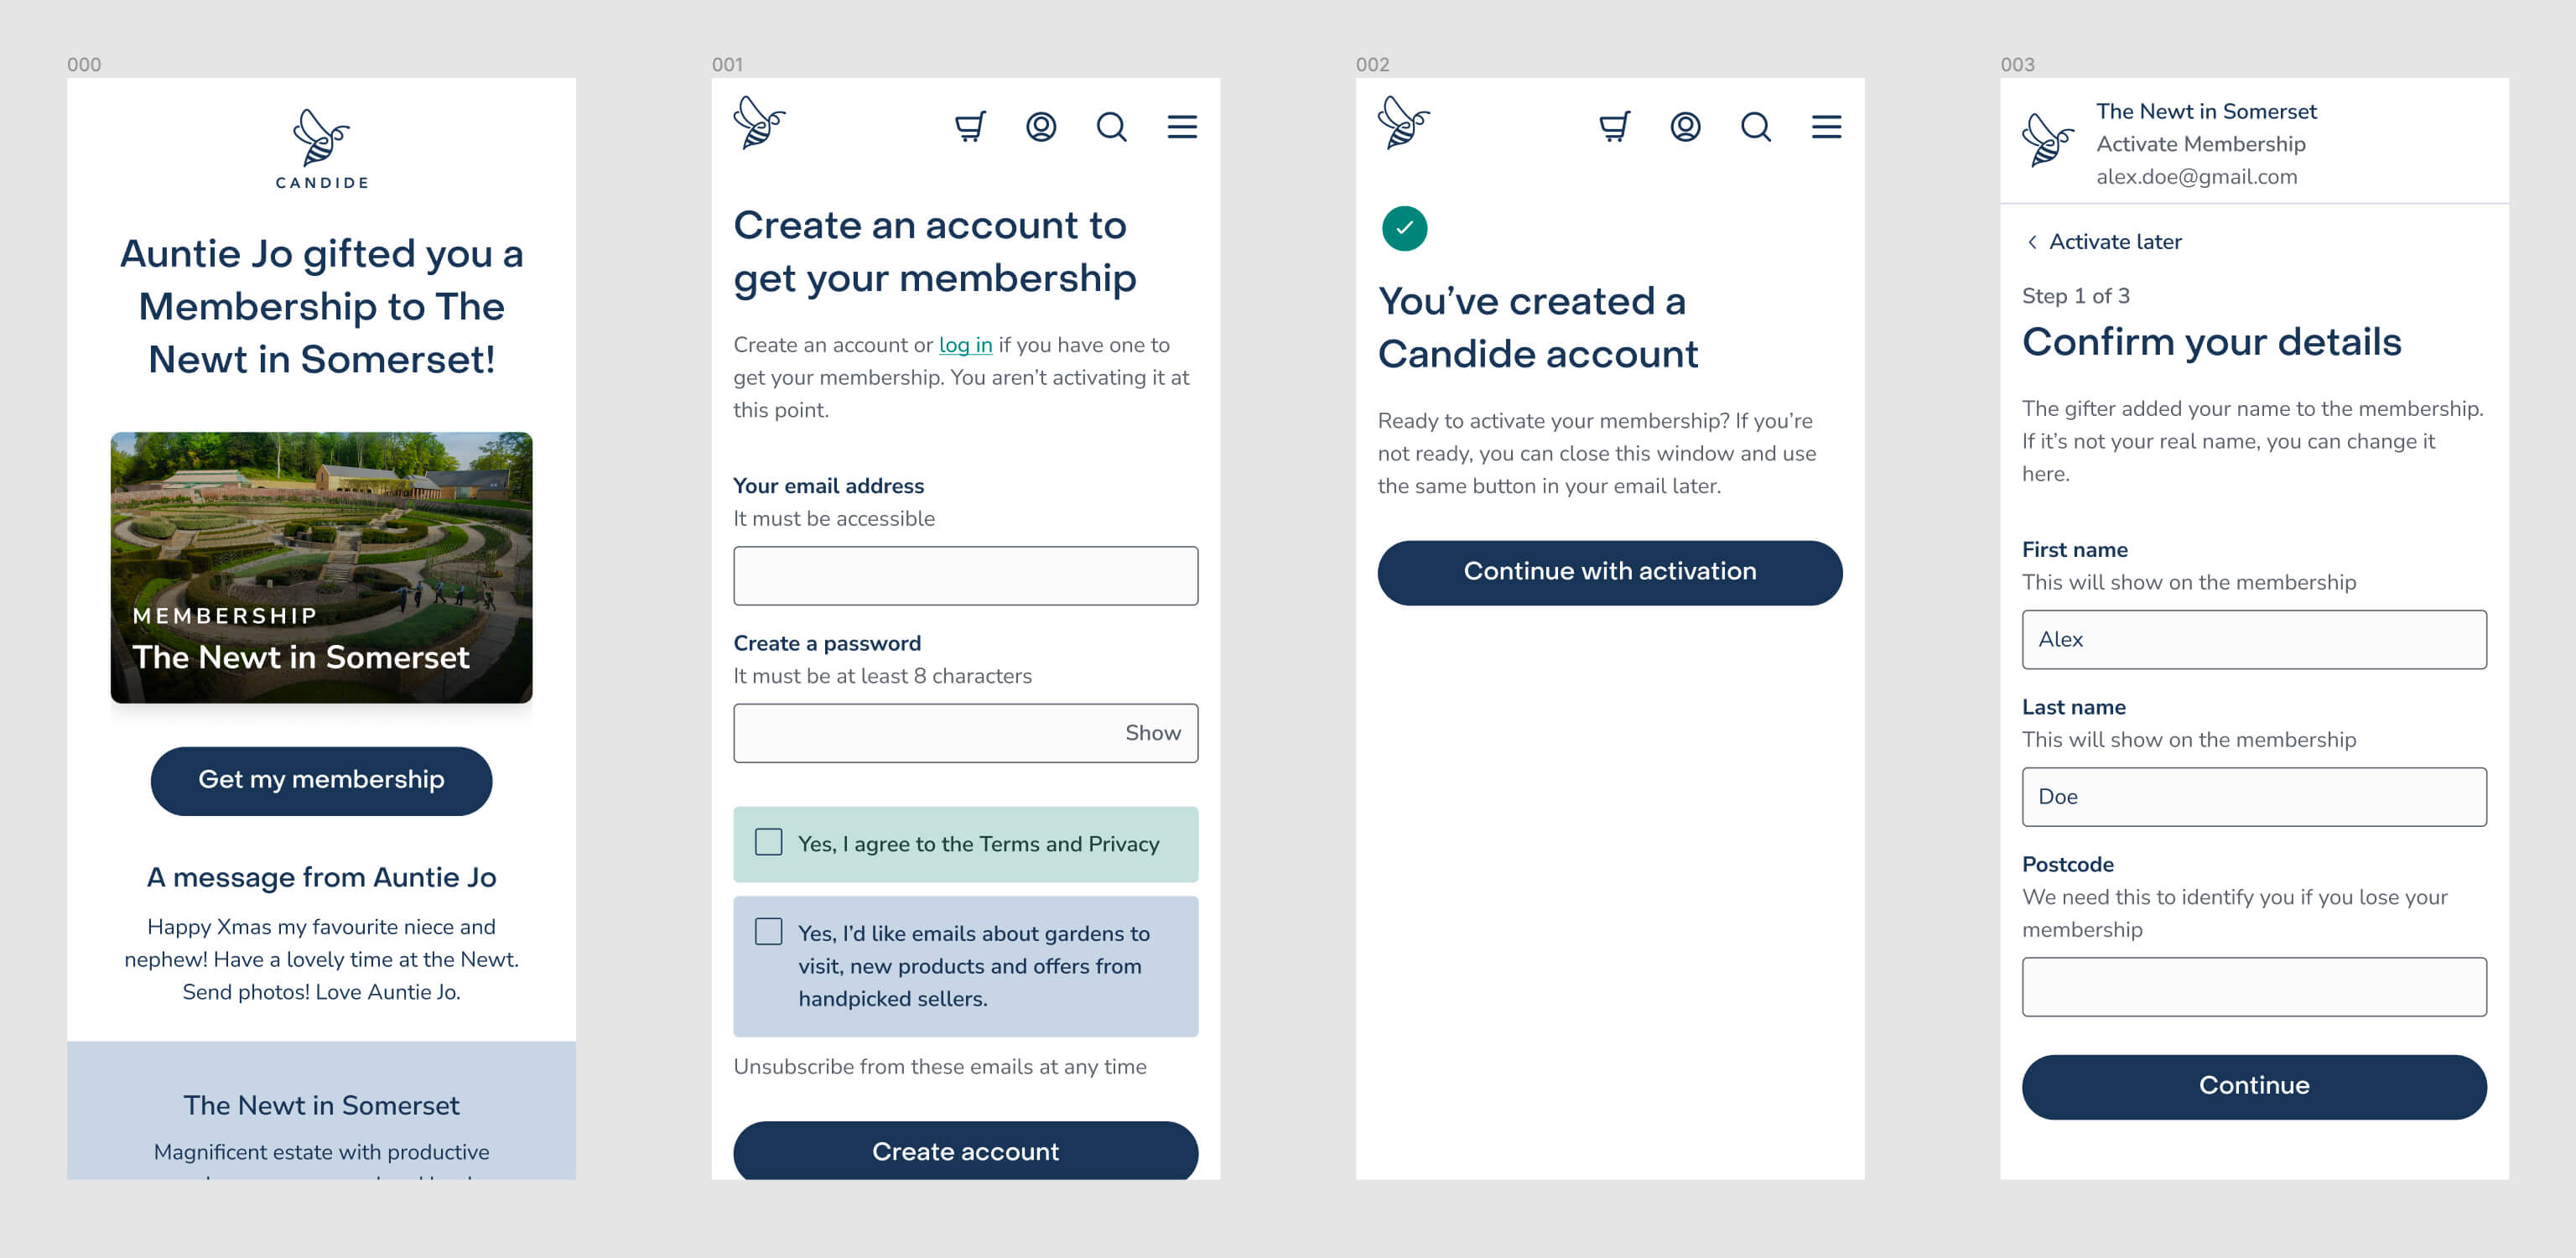 000
CANDIDE
Auntie Jo gifted you a
Membership to The
Newt in Somerset!
MEMBERSHIP
The Newt in Somerset
Get my membership
A message from Auntie Jo
Happy Xmas my favourite niece and
nephew! Have a lovely time at the Newt.
Send photos! Love Auntie Jo.
The Newt in Somerset
Magnificent estate with productive
001
Create an account to
get your membership
Create an account or log in if you have one to
get your membership. You aren’t activating it at
this point.
Your email address
It must be accessible
Create a password
It must be at least 8 characters
Show
Yes, I agree to the Terms and Privacy
Yes, I’d like emails about gardens to
visit, new products and offers from
handpicked sellers.
Unsubscribe from these emails at any time
Create account
002
You’ve created a
Candide account
Ready to activate your membership? If you’re
not ready, you can close this window and use
the same button in your email later.
Continue with activation
003
The Newt in Somerset
Activate Membership
alex.doe@gmail.com
Activate later
Step 1 of 3
Confirm your details
The gifter added your name to the membership.
If it’s not your real name, you can change it
here.
First name
This will show on the membership
Alex
Last name
This will show on the membership
Doe
Postcode
We need this to identify you if you lose your
membership
Continue